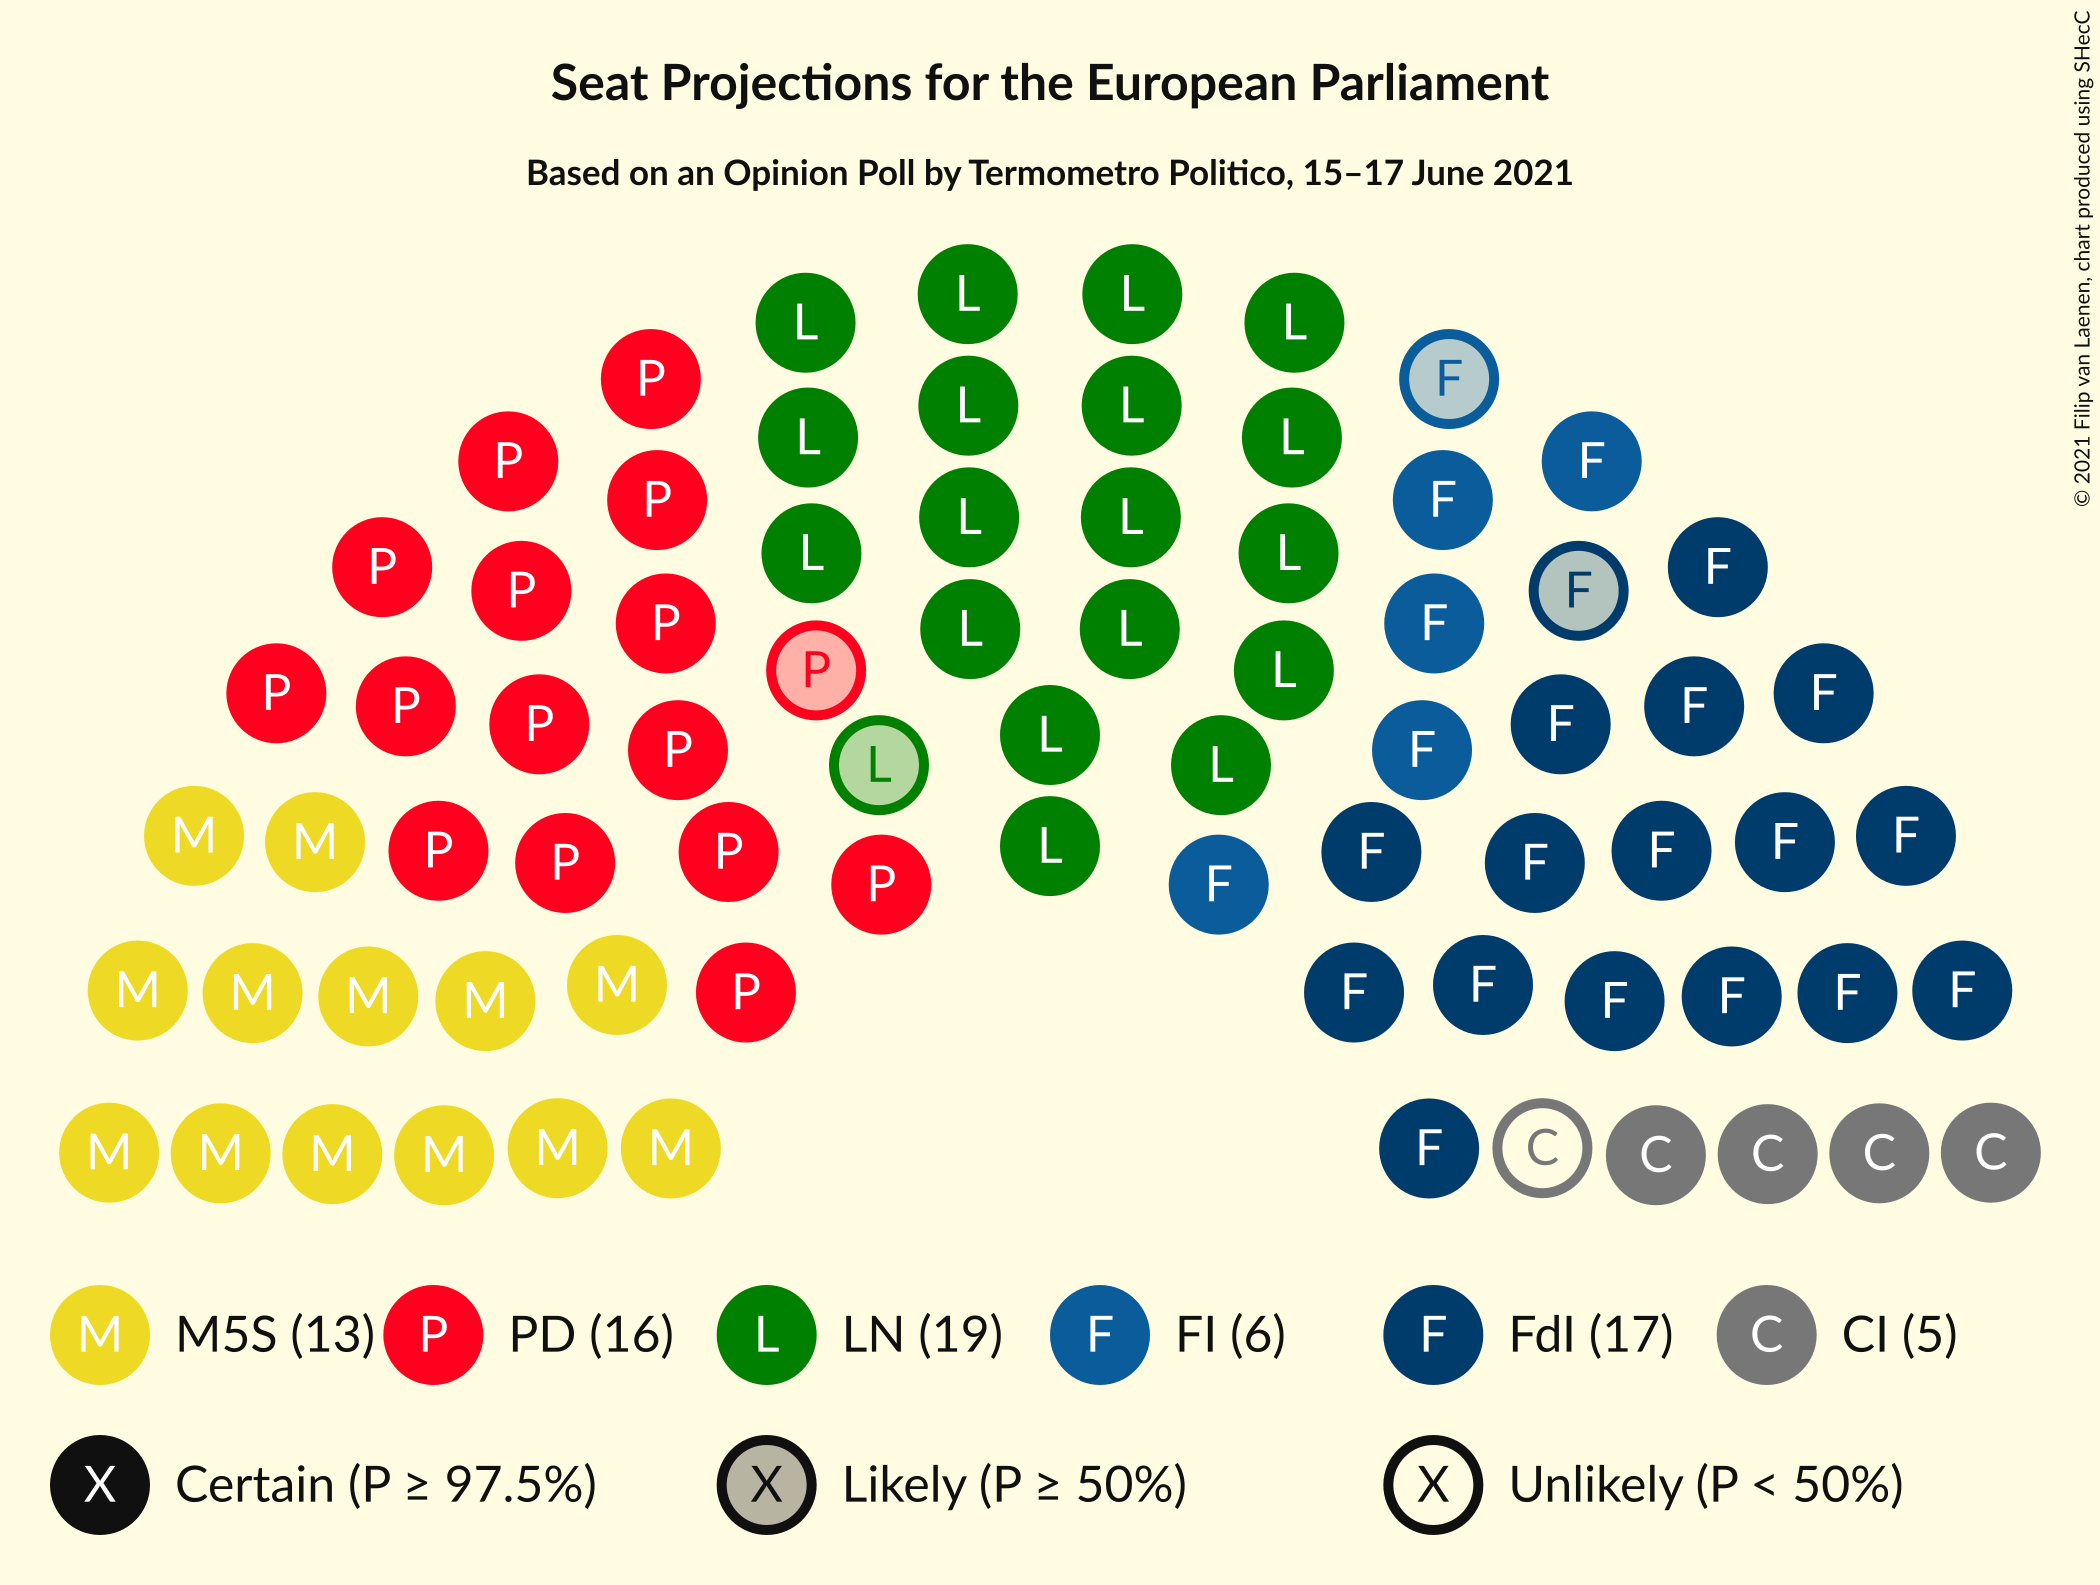 Seat Projections for the European Parliament
Based on an Opinion Poll by Termometro Politico, 15–17 June 2021
© 2021 Filip van Laenen, chart produced using SHecC
L L
L L
P F
L L
L L
P F
P F
L L
P F
L L
P F
P F
L L
P F
P L
P F
P F
P F
P F
L
L L
M F
M F
L
P F
P F
P F
P F
M F
M F
M F
M F
M F
P F
M M M M M M F C C C C C
M M5S (13) P PD (16) L LN (19) F FI (6) F FdI (17) C CI (5)
X Certain (P ≥ 97.5%) X Likely (P ≥ 50%) X Unlikely (P < 50%)